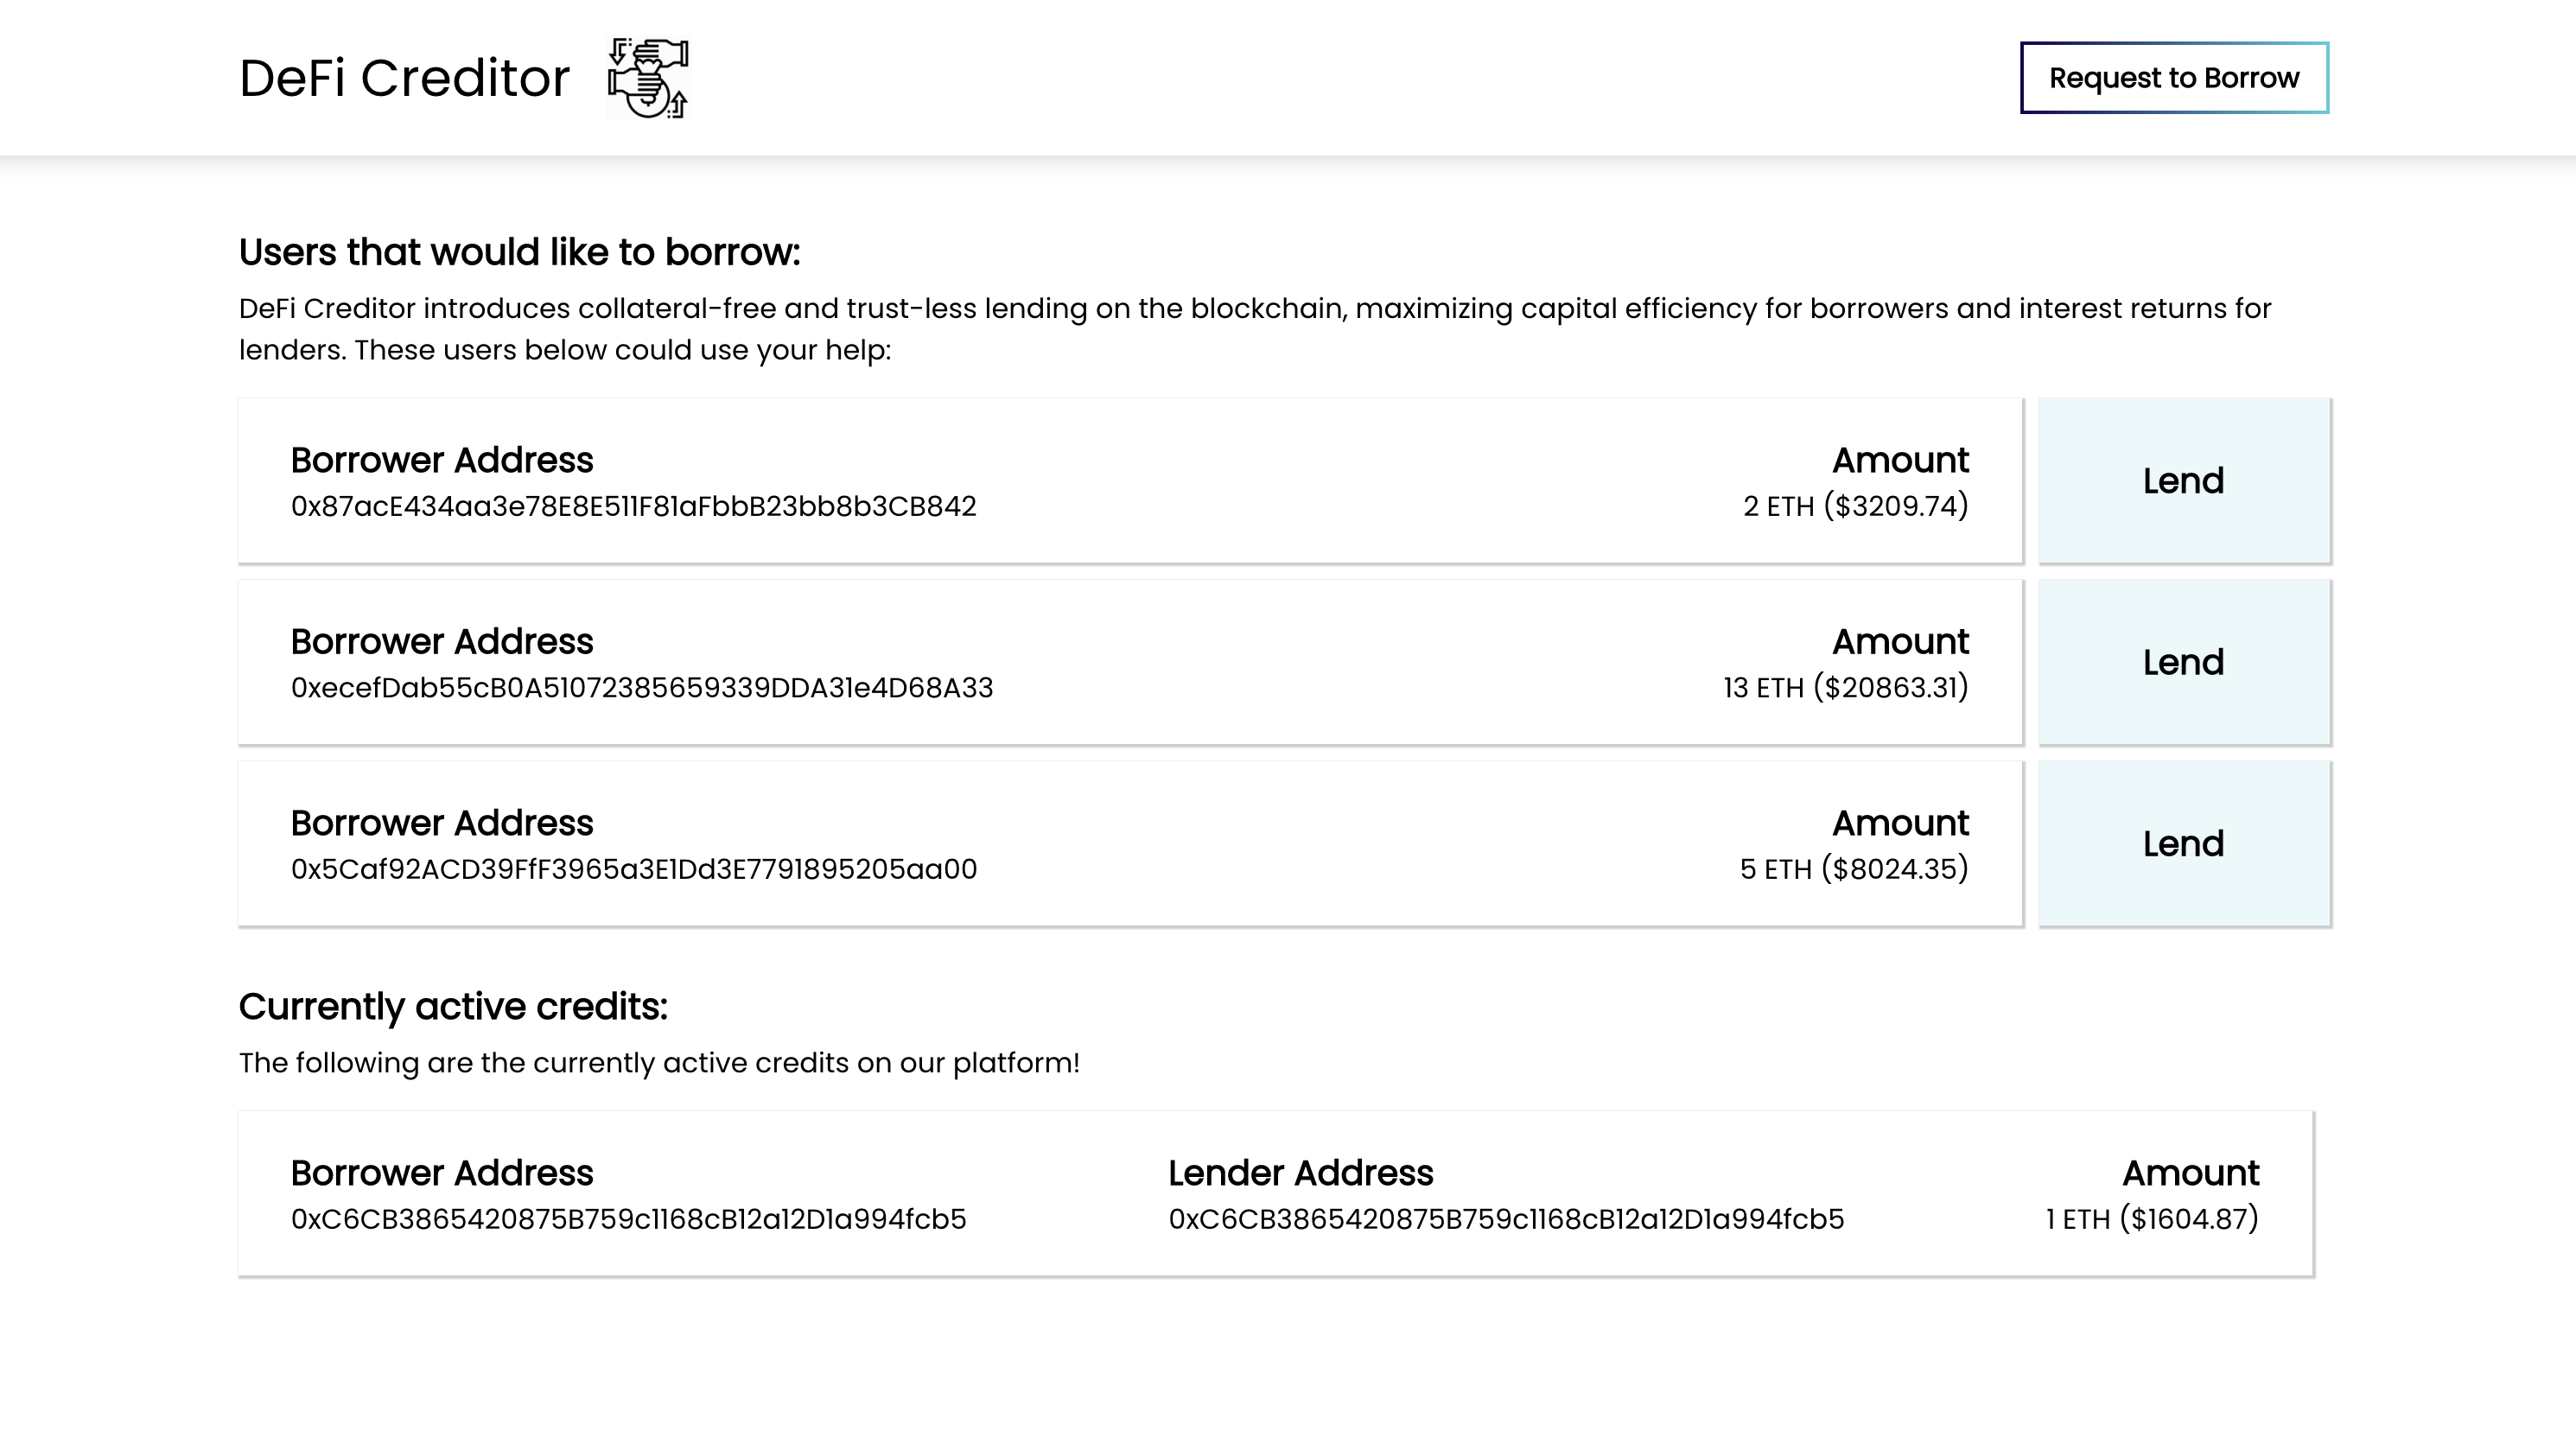 DeFi Creditor
Request to Borrow
Users that would like to borrow:
DeFi Creditor introduces collateral-free and trust-less lending on the blockchain, maximizing capital efficiency for borrowers and interest returns for
lenders. These users below could use your help:
Borrower Address
0x87acE434aa3e78E8E511F81aFbbB23bb8b3CB842
Amount
2 ETH ($3209.74)
Lend
Borrower Address
0xecefDab55cB0A51072385659339DDA31e4D68A33
Amount
13 ETH ($20863.31)
Lend
Borrower Address
0x5Caf92ACD39FfF3965a3E1Dd3E7791895205aa00
Amount
5 ETH ($8024.35)
Lend
Currently active credits:
The following are the currently active credits on our platform!
Borrower Address
0xC6CB3865420875B759c1168cB12a12D1a994fcb5
Lender Address
0xC6CB3865420875B759c1168cB12a12D1a994fcb5
Amount
1 ETH ($1604.87)